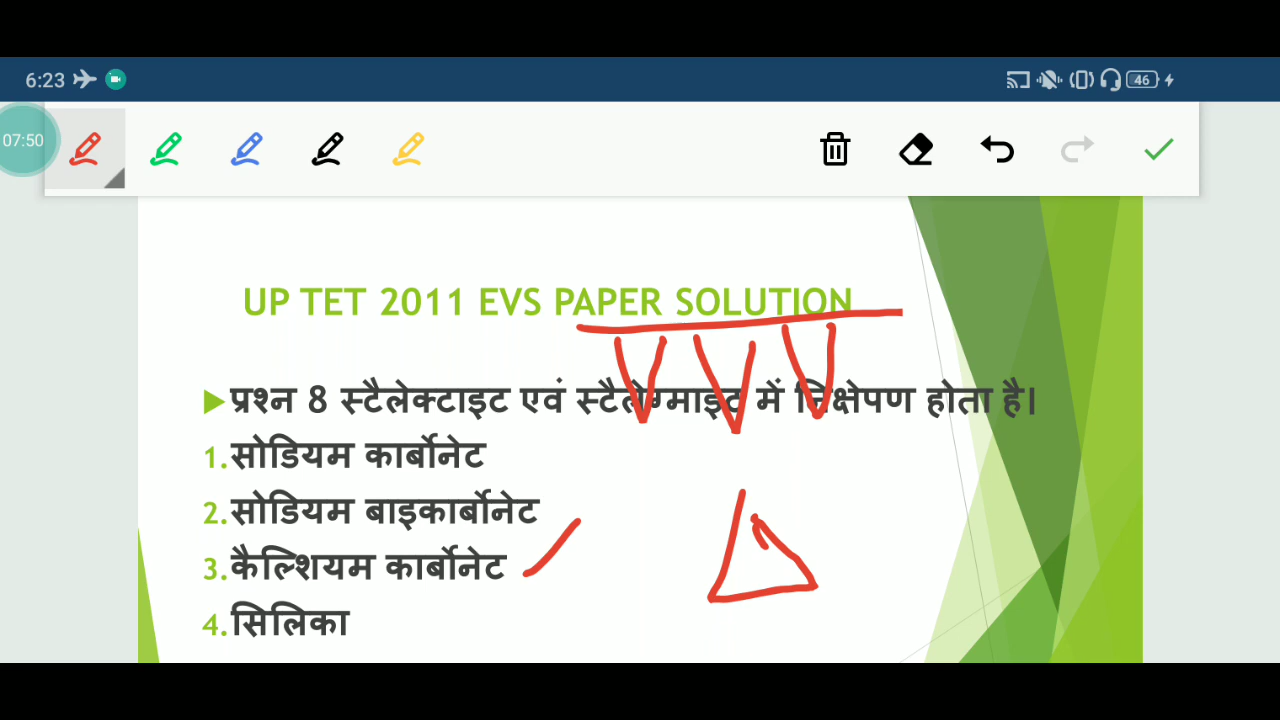 6:23
46
07:50
UP TET 2011 EVS PAPER SOLUTION
प्रश्न 8 स्टैलेक्टाइट एवं स्टैलेग्माइट में निक्षेपण होता है।
1. सोडियम कार्बोनेट
2. सोडियम बाइकार्बोनेट
3. कैल्शियम कार्बोनेट
4. सिलिका